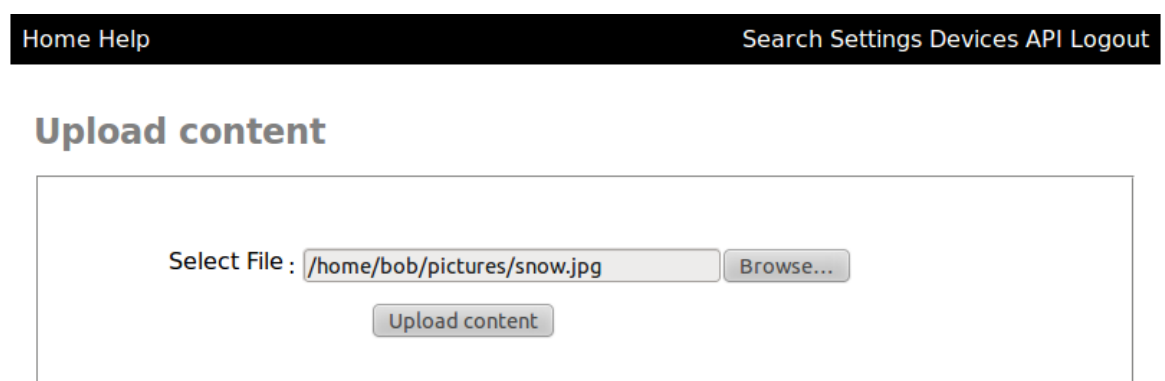 Home Help Search Settings Devices API Logout
Upload content
Select File : /home/bob/pictures/snow.jpg Browse...
Upload content